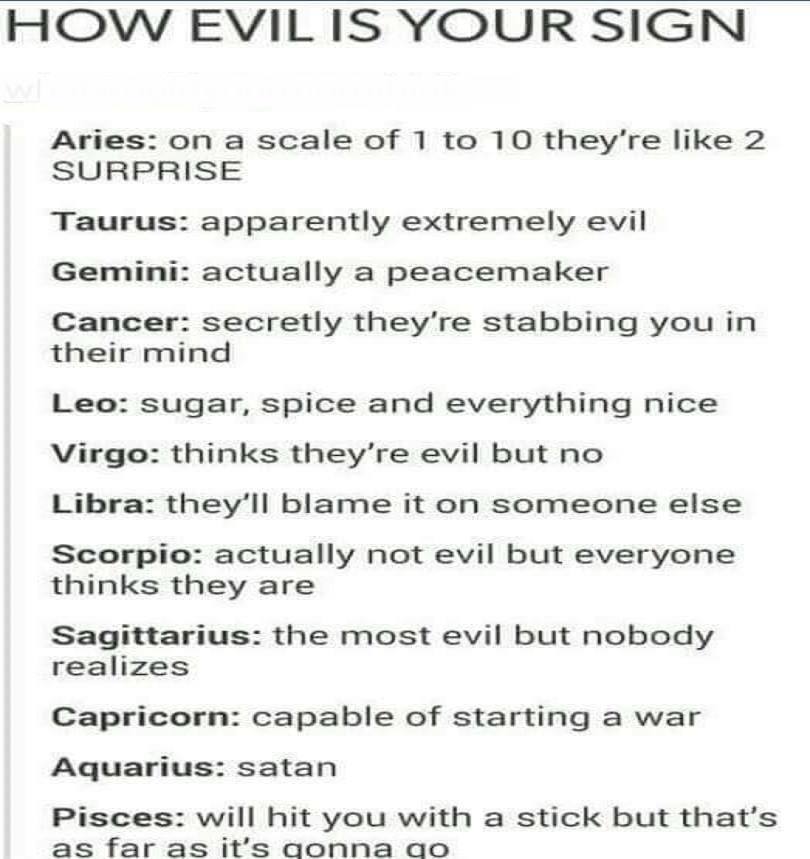 HOW EVIL IS YOUR SIGN
Aries: on a scale of 1 to 10 they're like 2
SURPRISE
Taurus: apparently extremely evil
Gemini: actually a peacemaker
Cancer: secretly they're stabbing you in
their mind
Leo: sugar, spice and everything nice
Virgo: thinks they're evil but no
Libra: they'll blame it on someone else
Scorpio: actually not evil but everyone
thinks they are
Sagittarius: the most evil but nobody
realizes
Capricorn: capable of starting a war
Aquarius: satan
Pisces: will hit you with a stick but that's
as far as it's gonna go